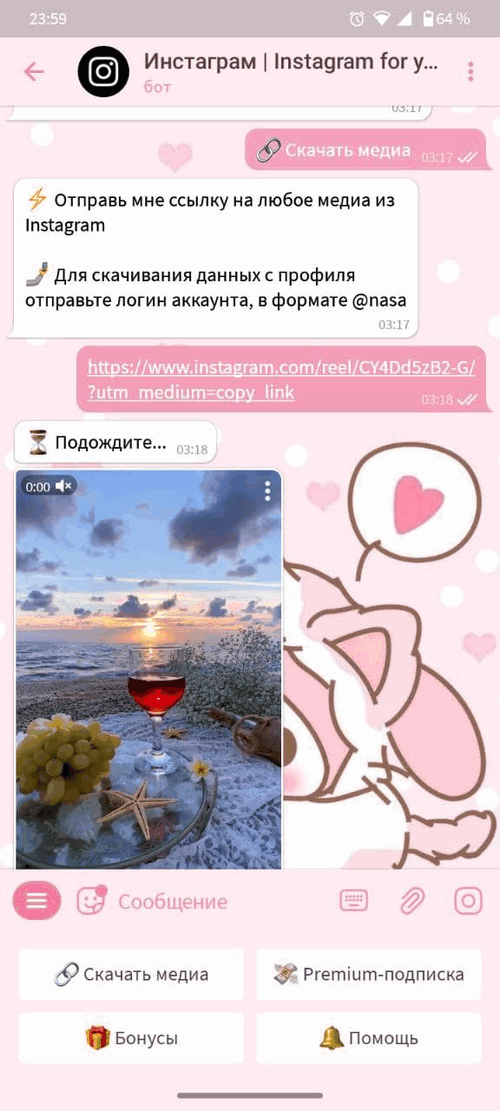 23:59
64 %
Инстаграм | Instagram for y...
бот
03:17
🔗 Скачать медиа 03:17
⚡ Отправь мне ссылку на любое медиа из
Instagram
🤳 Для скачивания данных с профиля
отправьте логин аккаунта, в формате @nasa
03:17
https://www.instagram.com/reel/CY4Dd5zB2-G/
?utm_medium=copy_link
03:18
⏳ Подождите... 03:18
0:00
Сообщение
🔗 Скачать медиа
💸 Premium-подписка
🎁 Бонусы
🔔 Помощь